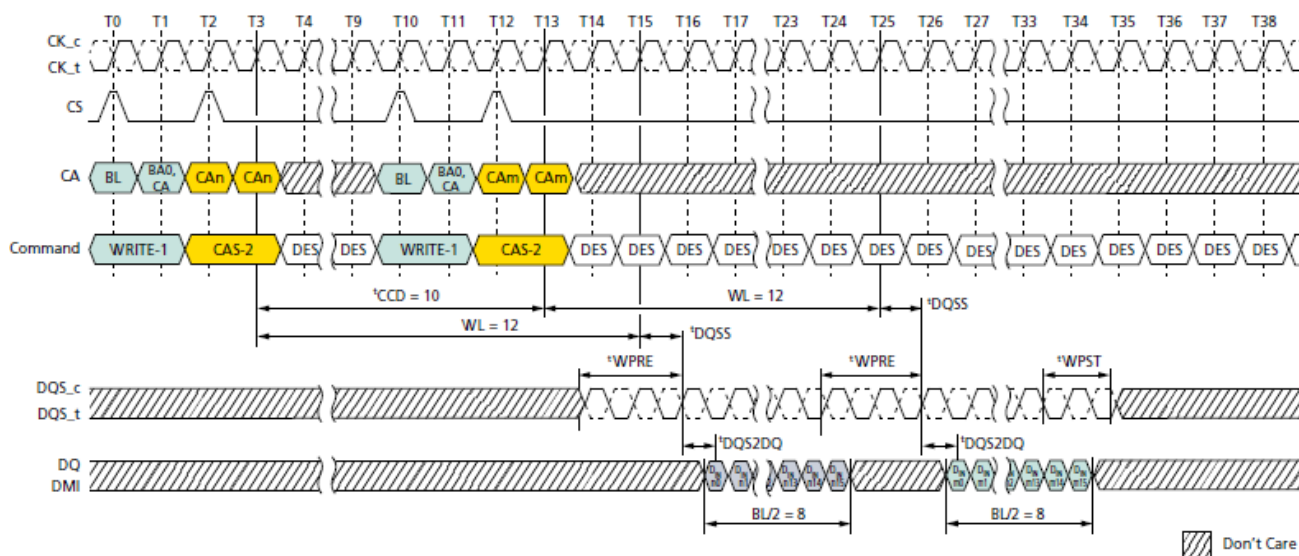 T0 T1 T2 T3 T4 T9 T10 T11 T12 T13 T14 T15 T16 T17 T23 T24 T25 T26 T27 T33 T34 T35 T36 T37 T38
CK_c
CK_t
CS
CA BL BA0, CA CAn CAn BL BA0, CA CAm CAm
Command WRITE-1 CAS-2 DES DES WRITE-1 CAS-2 DES DES DES DES DES DES DES DES DES DES DES DES DES DES DES
tCCD = 10 WL = 12 tDQSS
WL = 12 tDQSS
tWPRE tWPRE tWPST
DQS_c
DQS_t
tDQS2DQ tDQS2DQ
DQ
DMI
BL/2 = 8 BL/2 = 8
Don't Care